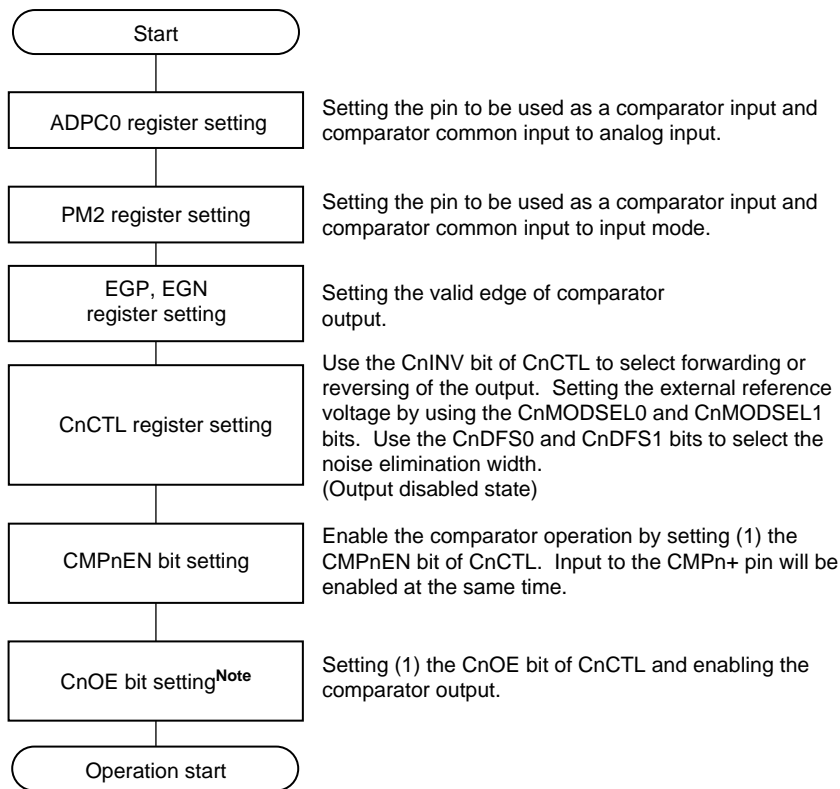 Start
ADPC0 register setting
Setting the pin to be used as a comparator input and
comparator common input to analog input.
PM2 register setting
Setting the pin to be used as a comparator input and
comparator common input to input mode.
EGP, EGN
register setting
Setting the valid edge of comparator
output.
CnCTL register setting
Use the CnINV bit of CnCTL to select forwarding or
reversing of the output.  Setting the external reference
voltage by using the CnMODSEL0 and CnMODSEL1
bits.  Use the CnDFS0 and CnDFS1 bits to select the
noise elimination width.
(Output disabled state)
CMPnEN bit setting
Enable the comparator operation by setting (1) the
CMPnEN bit of CnCTL.  Input to the CMPn+ pin will be
enabled at the same time.
CnOE bit settingNote
Setting (1) the CnOE bit of CnCTL and enabling the
comparator output.
Operation start